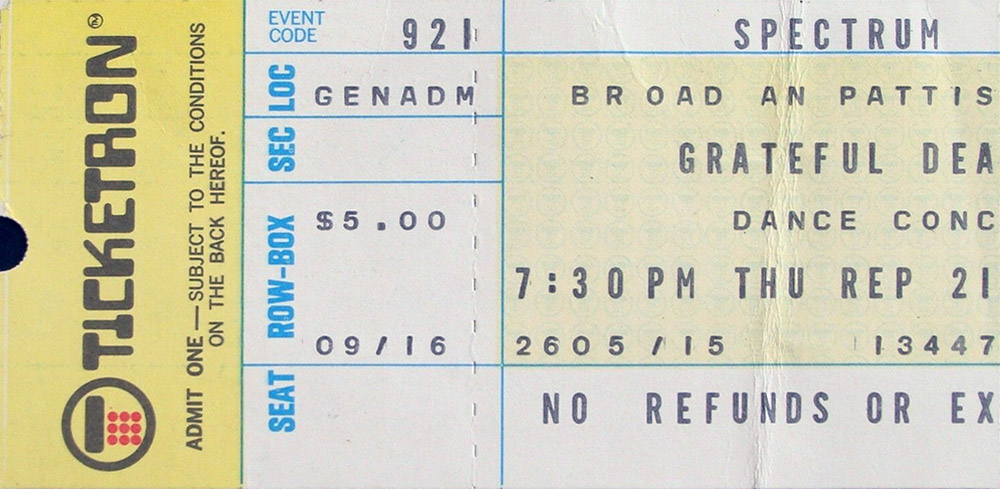 TICKETRON
ADMIT ONE — SUBJECT TO THE CONDITIONS
ON THE BACK HEREOF.
EVENT
CODE
921
SEC LOC
GENADM
ROW-BOX
$5.00
09/16
SEAT
SPECTRUM
BROAD AN PATTIS
GRATEFUL DEA
DANCE CONC
7:30PM THU REP 21
2605/15 13447
NO REFUNDS OR EX